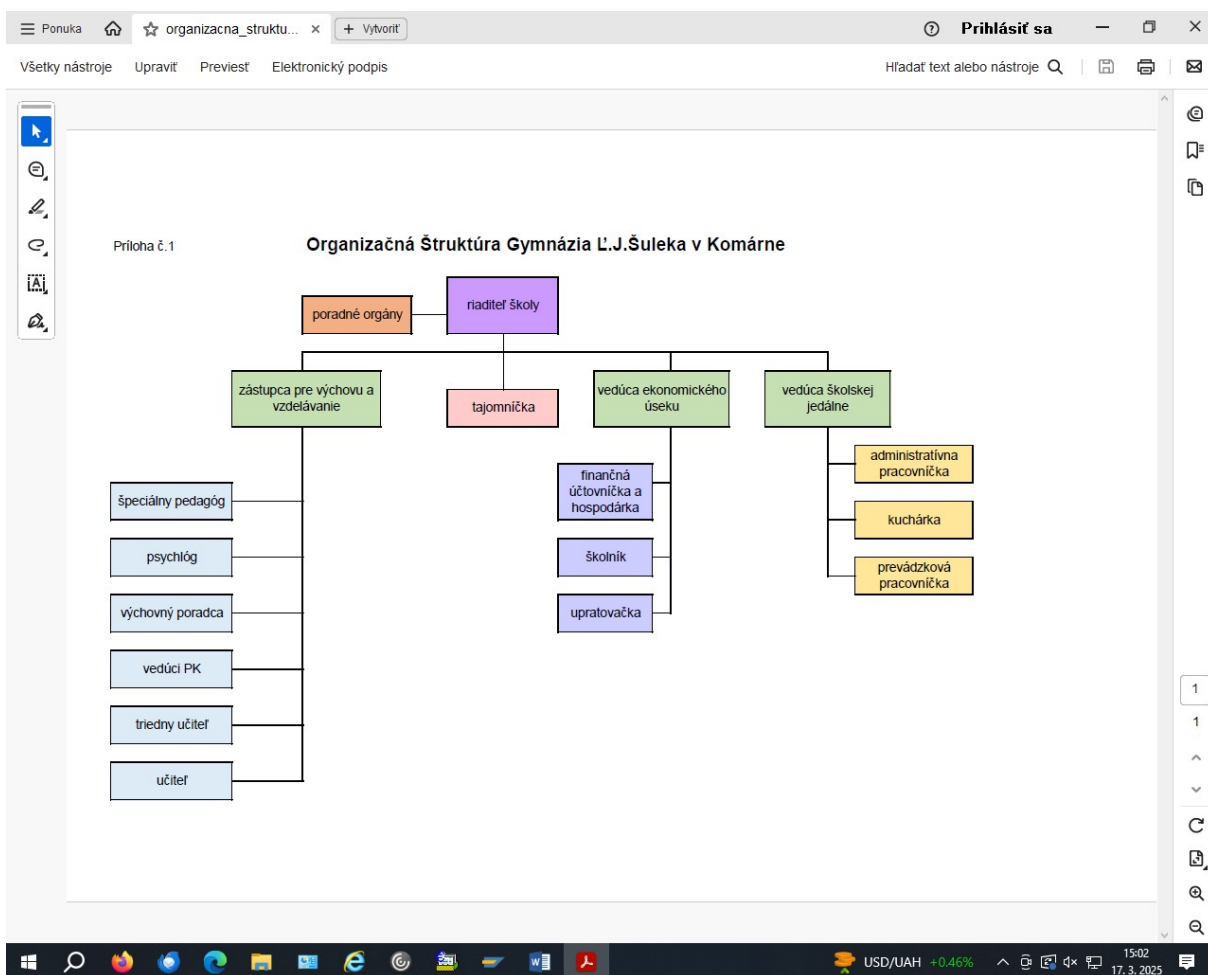 Ponuka
organizacna_struktu...
Vytvoriť
Prihlásiť sa
Všetky nástroje
Upraviť
Previesť
Elektronický podpis
Hľadať text alebo nástroje
Príloha č.1
Organizačná Štruktúra Gymnázia Ľ.J.Šuleka v Komárne
poradné orgány
riaditeľ školy
zástupca pre výchovu a
vzdelávanie
tajomníčka
vedúca ekonomického
úseku
vedúca školskej
jedálne
špeciálny pedagóg
psychlóg
výchovný poradca
vedúci PK
triedny učiteľ
učiteľ
finančná
účtovníčka a
hospodárka
školník
upratovačka
administratívna
pracovníčka
kuchárka
prevádzková
pracovníčka
1
1
USD/UAH +0.46%
15:02
17. 3. 2025